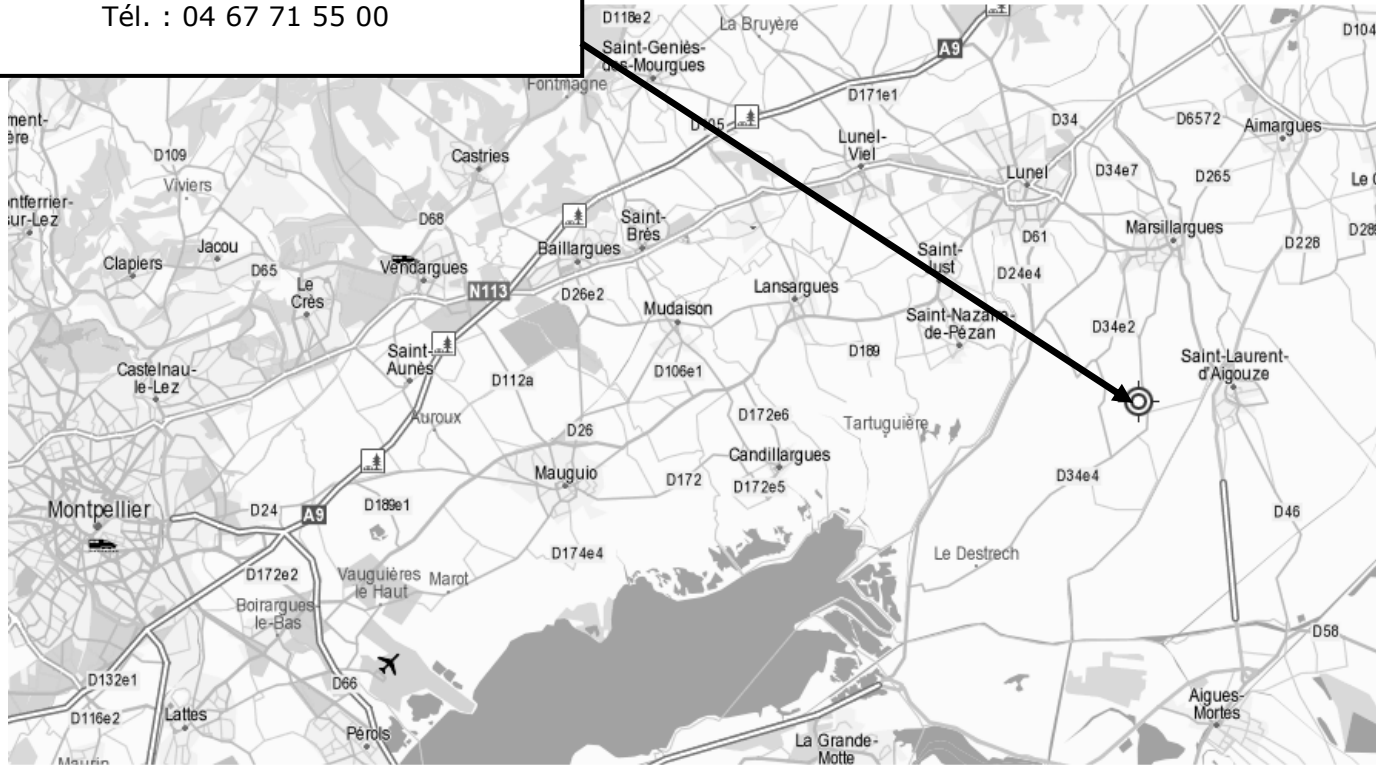 Tél. : 04 67 71 55 00
D118e2
La Bruyère
D104
Saint-Geniès-
des-Mourgues
A9
Fontmagne
D171e1
D34
D6572
Aimargues
Lunel-
Viel
D109
Castries
Lunel
D34e7
D265
Viviers
D68
Saint-
Brés
Marsillargues
Jacou
Clapiers
D65
Baillargues
D61
D228
Vendargues
D24e4
Le
Crès
N113
D26e2
Lansargues
Mudaison
Saint-Nazaire-
de-Pézan
D34e2
Saint-
Aunès
D189
Saint-Laurent-
d'Aigouze
Castelnau-
le-Lez
D112a
D106e1
Auroux
D172e6
Tartuguière
D26
Candillargues
Mauguio
D172
D172e5
D34e4
Montpellier
D24
A9
D189e1
D46
D174e4
Le Destrech
D172e2
Vauguières
le Haut
Marot
Boirargues-
le-Bas
D58
D132e1
D66
D116e2
Lattes
Pérols
Aigues-
Mortes
La Grande-
Motte
Maurin